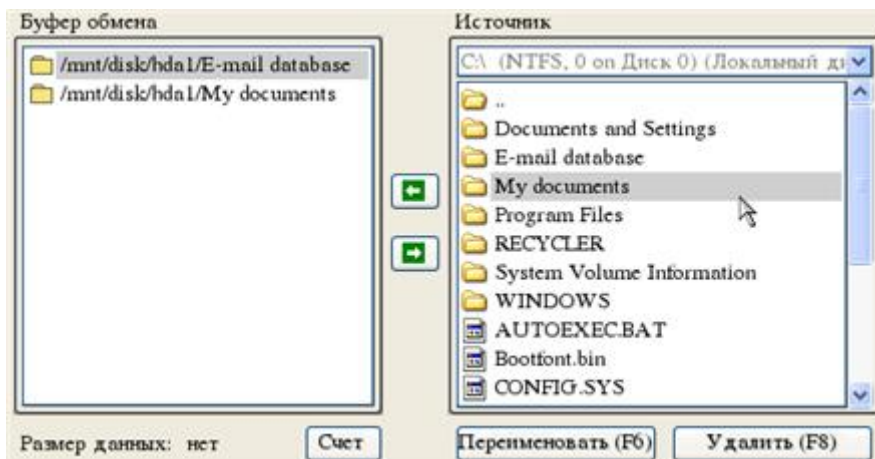 Буфер обмена
/mnt/disk/hda1/E-mail database
/mnt/disk/hda1/My documents
Размер данных: нет
Счет
Источник
C:\ (NTFS, 0 on Диск 0) (Локальный ди
..
Documents and Settings
E-mail database
My documents
Program Files
RECYCLER
System Volume Information
WINDOWS
AUTOEXEC.BAT
Bootfont.bin
CONFIG.SYS
Переименовать (F6)
Удалить (F8)